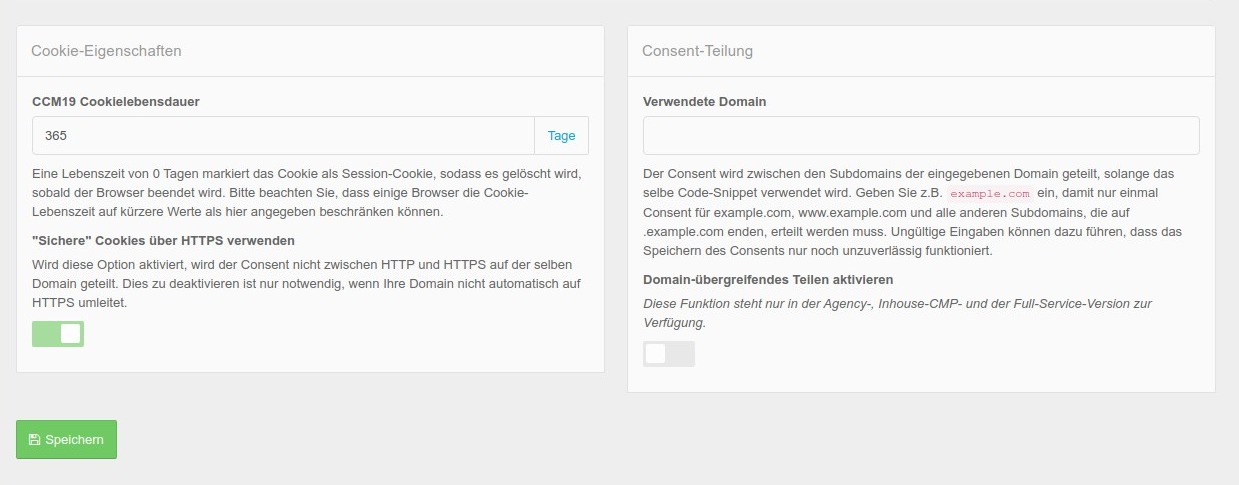 Cookie-Eigenschaften
CCM19 Cookielebensdauer
365
Tage
Eine Lebenszeit von 0 Tagen markiert das Cookie als Session-Cookie, sodass es gelöscht wird,
sobald der Browser beendet wird. Bitte beachten Sie, dass einige Browser die Cookie-
Lebenszeit auf kürzere Werte als hier angegeben beschränken können.
"Sichere" Cookies über HTTPS verwenden
Wird diese Option aktiviert, wird der Consent nicht zwischen HTTP und HTTPS auf der selben
Domain geteilt. Dies zu deaktivieren ist nur notwendig, wenn Ihre Domain nicht automatisch auf
HTTPS umleitet.
Consent-Teilung
Verwendete Domain
Der Consent wird zwischen den Subdomains der eingegebenen Domain geteilt, solange das
selbe Code-Snippet verwendet wird. Geben Sie z.B. example.com ein, damit nur einmal
Consent für example.com, www.example.com und alle anderen Subdomains, die auf
.example.com enden, erteilt werden muss. Ungültige Eingaben können dazu führen, dass das
Speichern des Consents nur noch unzuverlässig funktioniert.
Domain-übergreifendes Teilen aktivieren
Diese Funktion steht nur in der Agency-, Inhouse-CMP- und der Full-Service-Version zur
Verfügung.
Speichern